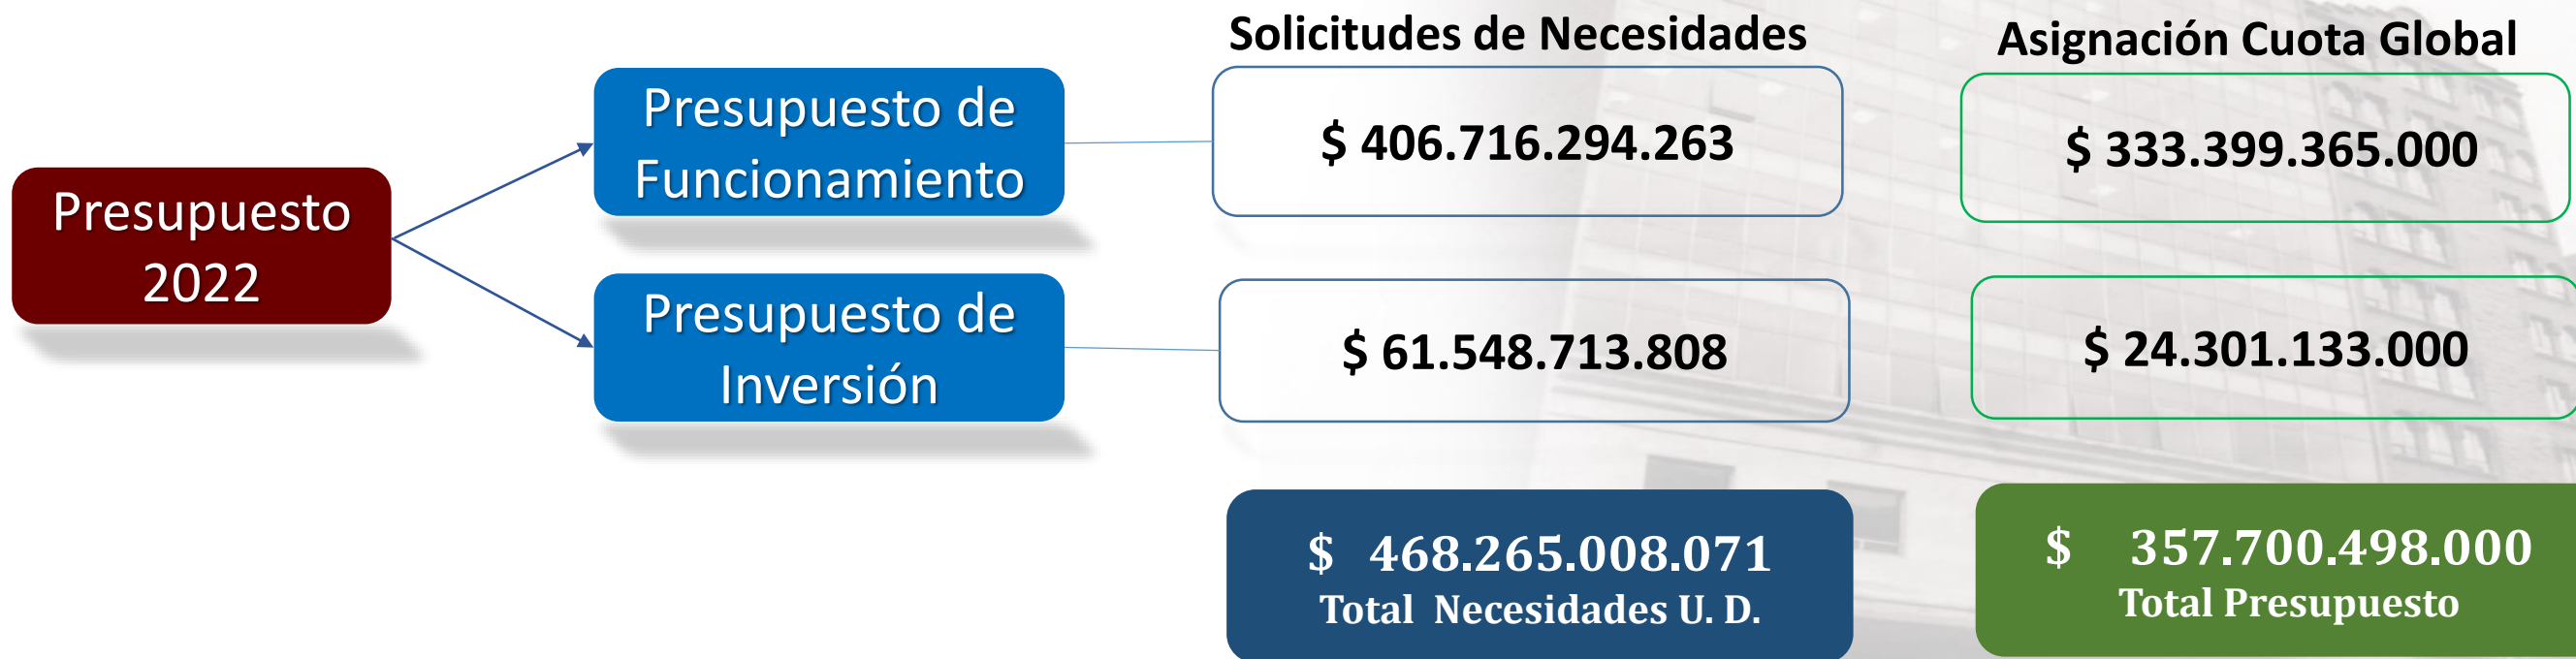 Solicitudes de Necesidades
Asignación Cuota Global
Presupuesto
2022
Presupuesto de
Funcionamiento
$ 406.716.294.263
$ 333.399.365.000
Presupuesto de
Inversión
$ 61.548.713.808
$ 24.301.133.000
$ 468.265.008.071
Total Necesidades U. D.
$ 357.700.498.000
Total Presupuesto